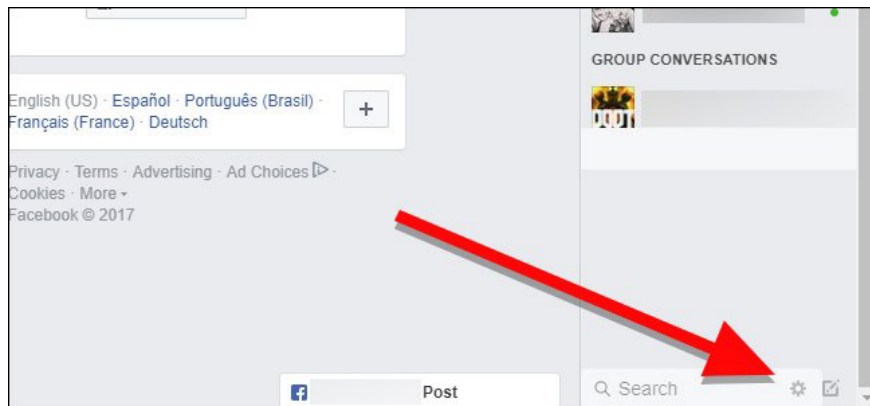 GROUP CONVERSATIONS
English (US) · Español · Português (Brasil) ·
Français (France) · Deutsch
+
Privacy · Terms · Advertising · Ad Choices ·
Cookies · More
Facebook © 2017
Post
Search